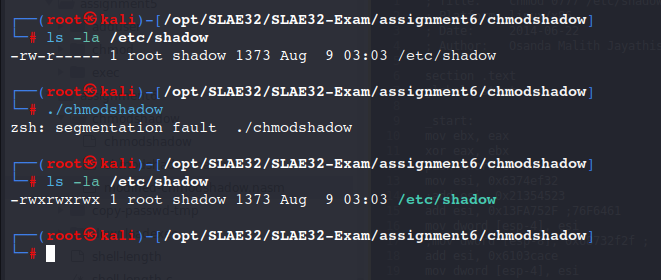 (root㉿kali)-[/opt/SLAE32/SLAE32-Exam/assignment6/chmodshadow]
# ls -la /etc/shadow
-rw-r----- 1 root shadow 1373 Aug  9 03:03 /etc/shadow
(root㉿kali)-[/opt/SLAE32/SLAE32-Exam/assignment6/chmodshadow]
# ./chmodshadow
zsh: segmentation fault  ./chmodshadow
(root㉿kali)-[/opt/SLAE32/SLAE32-Exam/assignment6/chmodshadow]
# ls -la /etc/shadow
-rwxrwxrwx 1 root shadow 1373 Aug  9 03:03 /etc/shadow
(root㉿kali)-[/opt/SLAE32/SLAE32-Exam/assignment6/chmodshadow]
#